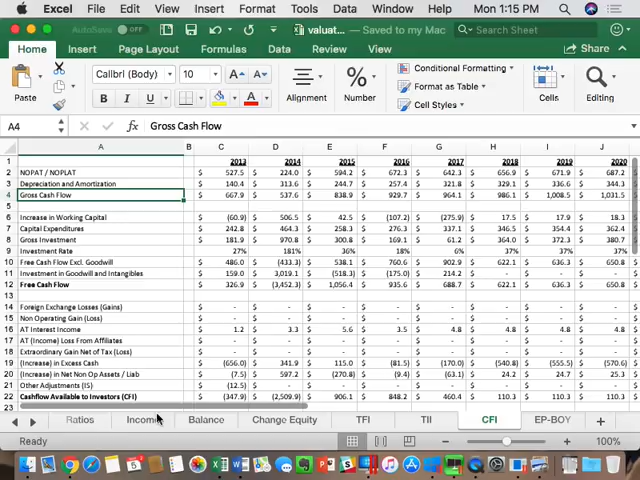 Excel File Edit View Insert Format Tools Data Window Help Mon 1:15 PM
AutoSave OFF valuat... — Saved to my Mac Search Sheet
Home Insert Page Layout Formulas Data Review View Share
Paste Calibri (Body) 10 A A Alignment % Number Conditional Formatting Cells Editing
Format as Table
B I U A Cell Styles
A4 fx Gross Cash Flow
A B C D E F G H I J
1 2013 2014 2015 2016 2017 2018 2019 2020
2 NOPAT / NOPLAT $ 527.5 $ 224.0 $ 594.2 $ 672.3 $ 642.3 $ 656.9 $ 671.9 $ 687.2
3 Depreciation and Amortization $ 140.4 $ 313.6 $ 244.7 $ 257.4 $ 321.8 $ 329.1 $ 336.6 $ 344.3
4 Gross Cash Flow $ 667.9 $ 537.6 $ 838.9 $ 929.7 $ 964.1 $ 986.1 $ 1,008.5 $ 1,031.5
5
6 Increase in Working Capital $ (60.9) $ 506.5 $ 42.5 $ (107.2) $ (275.9) $ 17.5 $ 17.9 $ 18.3
7 Capital Expenditures $ 242.8 $ 464.3 $ 258.3 $ 276.3 $ 337.1 $ 346.5 $ 354.4 $ 362.4
8 Gross Investment $ 181.9 $ 970.8 $ 300.8 $ 169.1 $ 61.2 $ 364.0 $ 372.3 $ 380.7
9 Investment Rate 27% 181% 36% 18% 6% 37% 37% 37%
10 Free Cash Flow Excl. Goodwill $ 486.0 $ (433.3) $ 538.1 $ 760.6 $ 902.9 $ 622.1 $ 636.3 $ 650.8
11 Investment in Goodwill and Intangibles $ 159.0 $ 3,019.1 $ (518.3) $ (175.0) $ 214.2 $ - $ - $ -
12 Free Cash Flow $ 326.9 $ (3,452.3) $ 1,056.4 $ 935.6 $ 688.7 $ 622.1 $ 636.3 $ 650.8
13
14 Foreign Exchange Losses (Gains) $ - $ - $ - $ - $ - $ - $ - $ -
15 Non Operating Gain (Loss) $ - $ - $ - $ - $ - $ - $ - $ -
16 AT Interest Income $ 1.2 $ 3.3 $ 5.6 $ 3.5 $ 4.8 $ 4.8 $ 4.8 $ 4.8
17 AT (Income) Loss From Affiliates $ - $ - $ - $ - $ - $ - $ - $ -
18 Extraordinary Gain Net of Tax (Loss) $ - $ - $ - $ - $ - $ - $ - $ -
19 (Increase) in Excess Cash $ (656.0) $ 341.9 $ 115.0 $ (81.5) $ (170.0) $ (540.8) $ (555.5) $ (570.6)
20 (Increase) in Net Non Op Assets / Liab $ (7.5) $ 597.2 $ (270.8) $ (9.4) $ (63.1) $ 24.2 $ 24.7 $ 25.3
21 Other Adjustments (IS) $ (12.5) $ - $ - $ - $ - $ - $ - $ -
22 Cashflow Available to Investors (CFI) $ (347.9) $ (2,509.9) $ 906.1 $ 848.2 $ 460.4 $ 110.3 $ 110.3 $ 110.3
23
Ratios Income Balance Change Equity TFI TII CFI EP-BOY +
Ready 100%